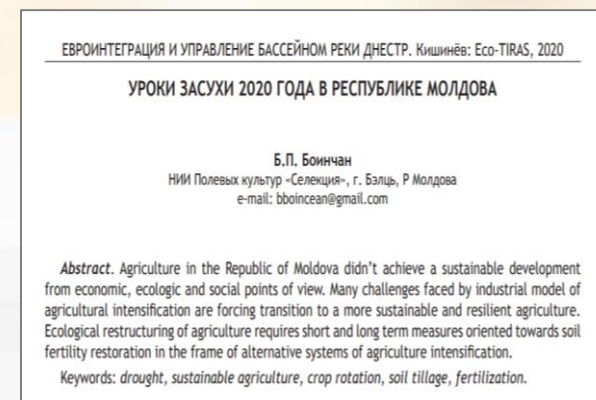 ЕВРОИНТЕГРАЦИЯ И УПРАВЛЕНИЕ БАССЕЙНОМ РЕКИ ДНЕСТР. Кишинёв: Eco-TIRAS, 2020
УРОКИ ЗАСУХИ 2020 ГОДА В РЕСПУБЛИКЕ МОЛДОВА
Б.П. Боинчан
НИИ Полевых культур «Селекция», г. Бэлць, Р Молдова
e-mail: bboincean@gmail.com
Abstract. Agriculture in the Republic of Moldova didn't achieve a sustainable development
from economic, ecologic and social points of view. Many challenges faced by industrial model of
agricultural intensification are forcing transition to a more sustainable and resilient agriculture.
Ecological restructuring of agriculture requires short and long term measures oriented towards soil
fertility restoration in the frame of alternative systems of agriculture intensification.
Keywords: drought, sustainable agriculture, crop rotation, soil tillage, fertilization.